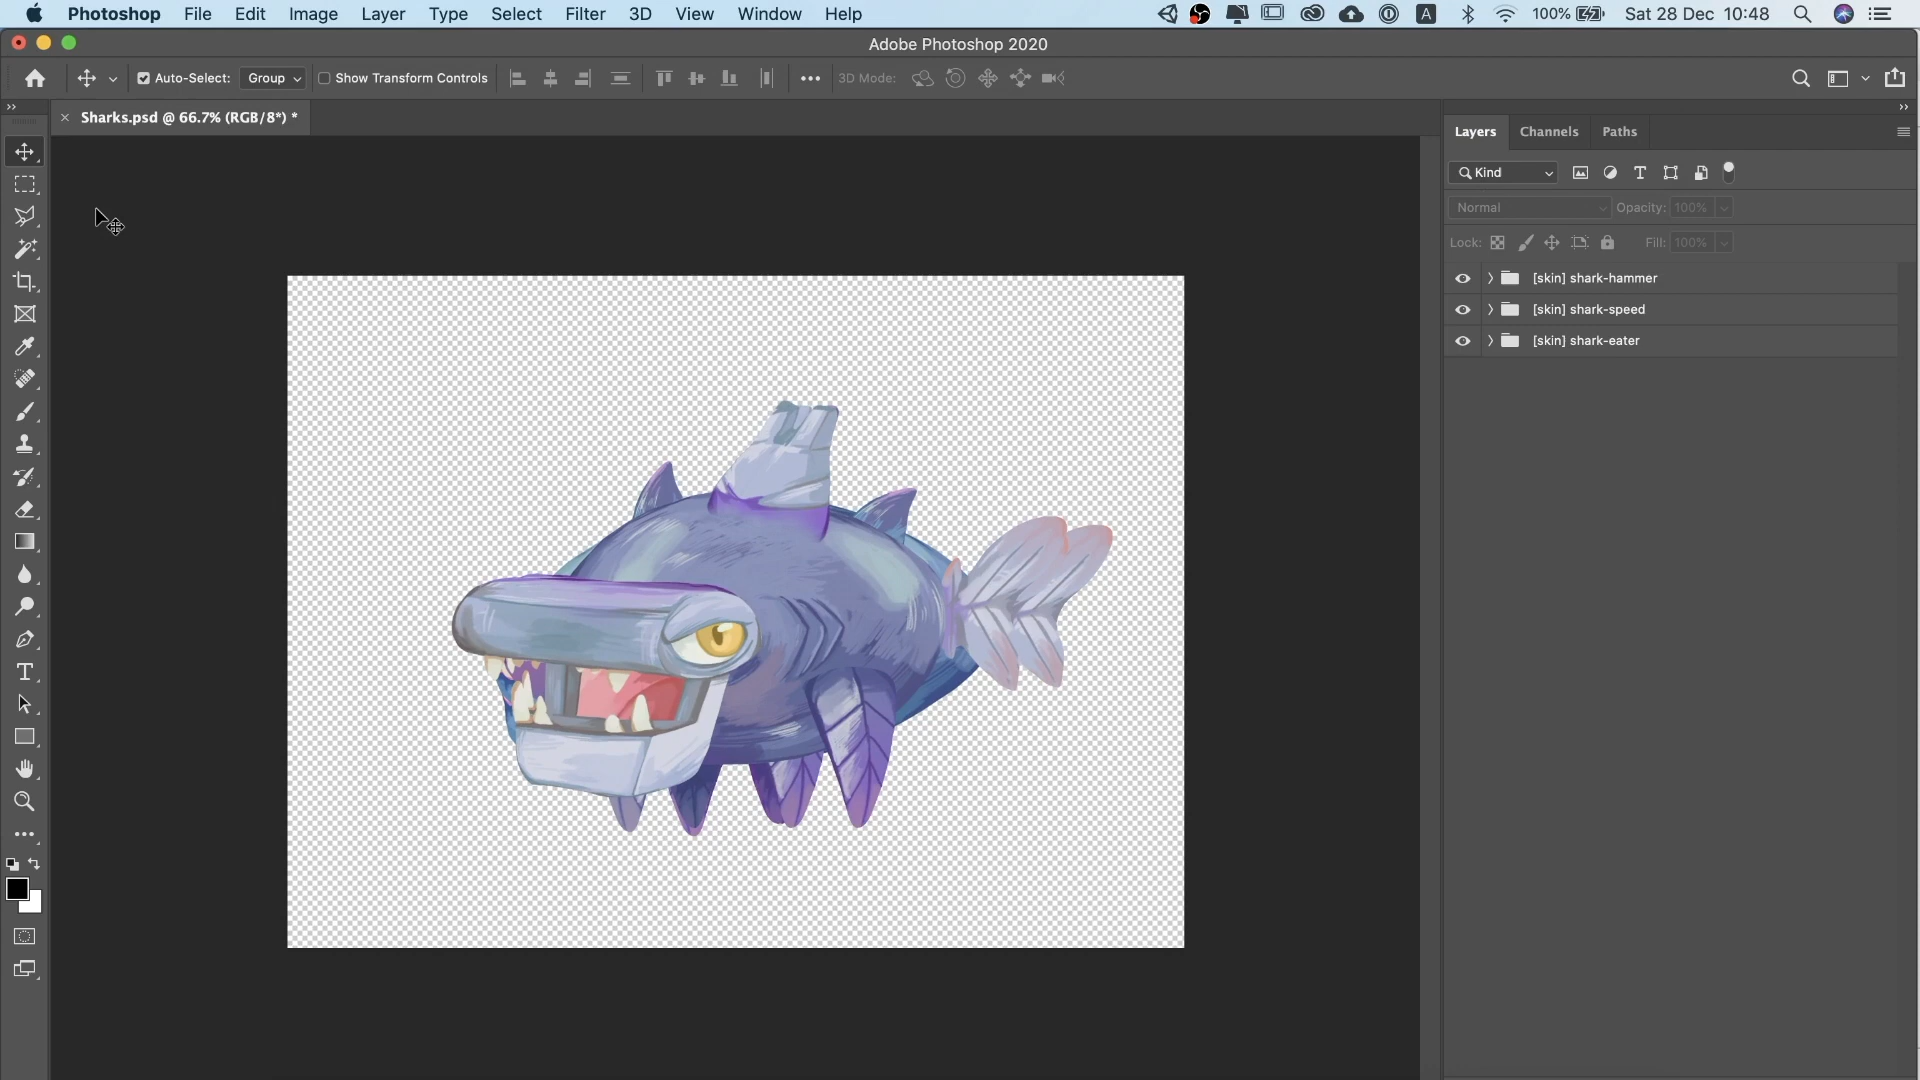 Photoshop File Edit Image Layer Type Select Filter 3D View Window Help A 100% Sat 28 Dec 10:48
Adobe Photoshop 2020
Auto-Select: Group Show Transform Controls 3D Mode:
Sharks.psd @ 66.7% (RGB/8*) *
Layers Channels Paths
Kind
Normal Opacity: 100%
Lock: Fill: 100%
[skin] shark-hammer
[skin] shark-speed
[skin] shark-eater